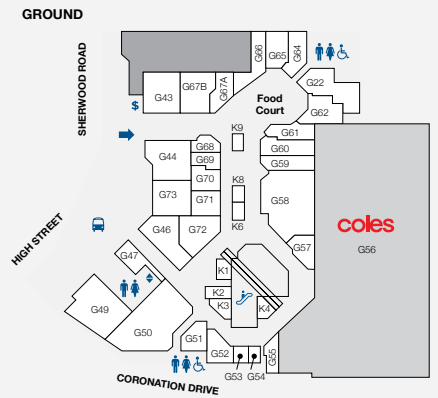 GROUND
SHERWOOD ROAD
HIGH STREET
CORONATION DRIVE
$
G43
G67B
G67A
G66
G65
G64
G22
G62
Food
Court
K9
G61
G60
G59
G44
G68
G69
G70
G71
G73
G46
G72
K8
K6
G58
G57
coles
G56
G47
K1
K2
K3
K4
G49
G50
G51
G52
G53
G54
G55